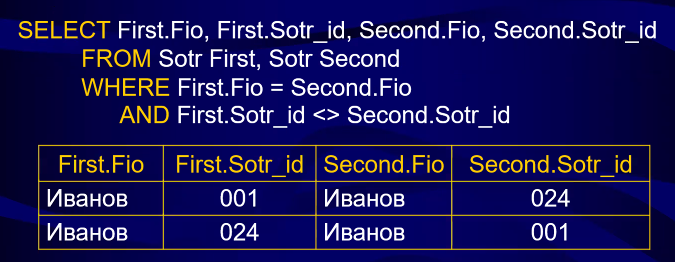 SELECT First.Fio, First.Sotr_id, Second.Fio, Second.Sotr_id
FROM Sotr First, Sotr Second
WHERE First.Fio = Second.Fio
AND First.Sotr_id <> Second.Sotr_id
First.Fio First.Sotr_id Second.Fio Second.Sotr_id
Иванов 001 Иванов 024
Иванов 024 Иванов 001